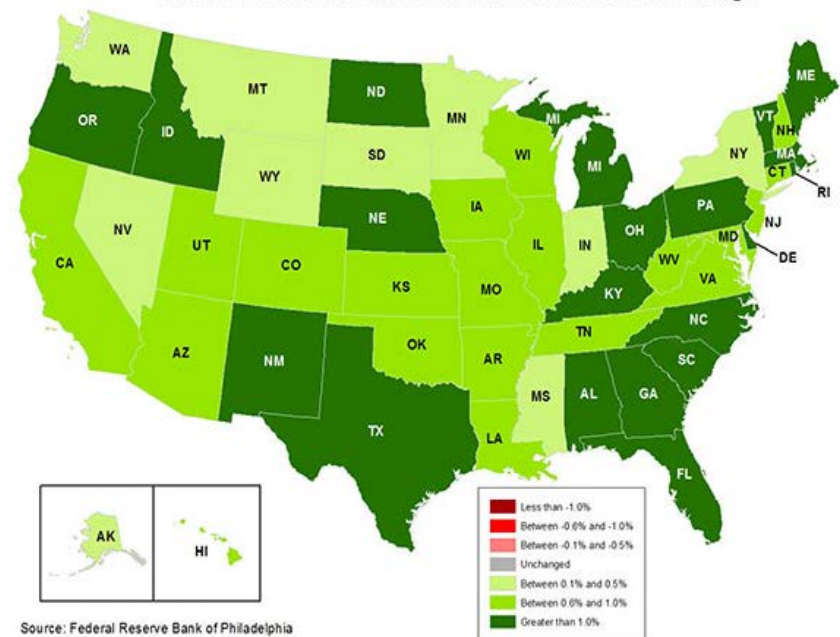 WA
MT
ND
MN
ME
OR
ID
SD
WI
MI
MI
VT
NH
NY
MA
CT
RI
WY
NE
IA
PA
NJ
NV
UT
CO
IL
IN
OH
MD
DE
CA
KS
MO
WV
VA
KY
AZ
NM
OK
AR
TN
NC
SC
TX
LA
MS
AL
GA
FL
AK
HI
Less than -1.0%
Between -0.6% and -1.0%
Between -0.1% and -0.5%
Unchanged
Between 0.1% and 0.5%
Between 0.6% and 1.0%
Greater than 1.0%
Source: Federal Reserve Bank of Philadelphia